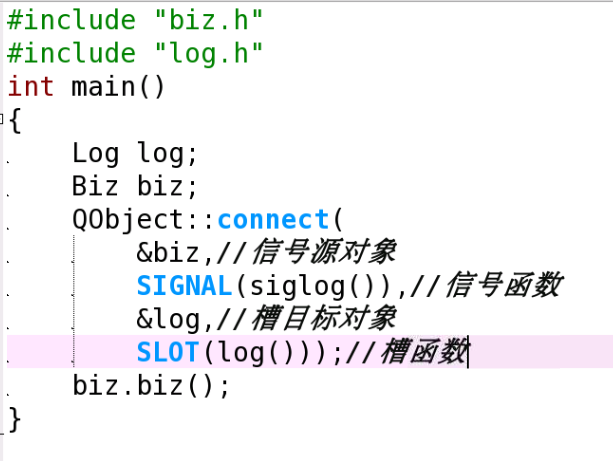 #include "biz.h"
#include "log.h"
int main()
{
    Log log;
    Biz biz;
    QObject::connect(
        &biz,//信号源对象
        SIGNAL(siglog()),//信号函数
        &log,//槽目标对象
        SLOT(log()));//槽函数
    biz.biz();
}